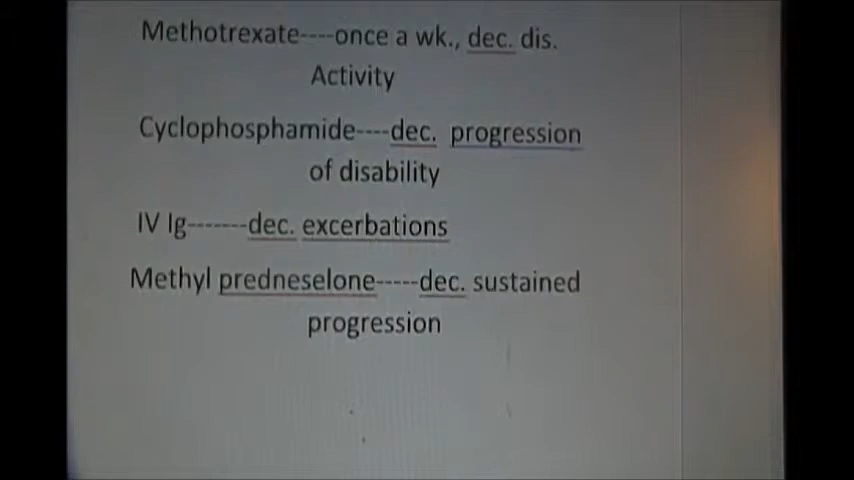 Methotrexate----once a wk., dec. dis.
Activity
Cyclophosphamide----dec. progression
of disability
IV Ig-------dec. excerbations
Methyl predneselone-----dec. sustained
progression